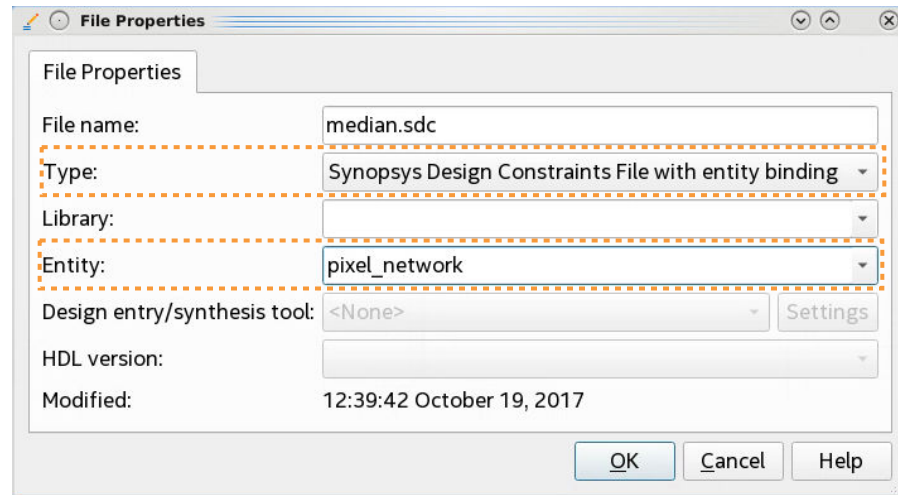 File Properties
File Properties
File name: median.sdc
Type: Synopsys Design Constraints File with entity binding
Library:
Entity: pixel_network
Design entry/synthesis tool: <None> Settings
HDL version:
Modified: 12:39:42 October 19, 2017
OK Cancel Help